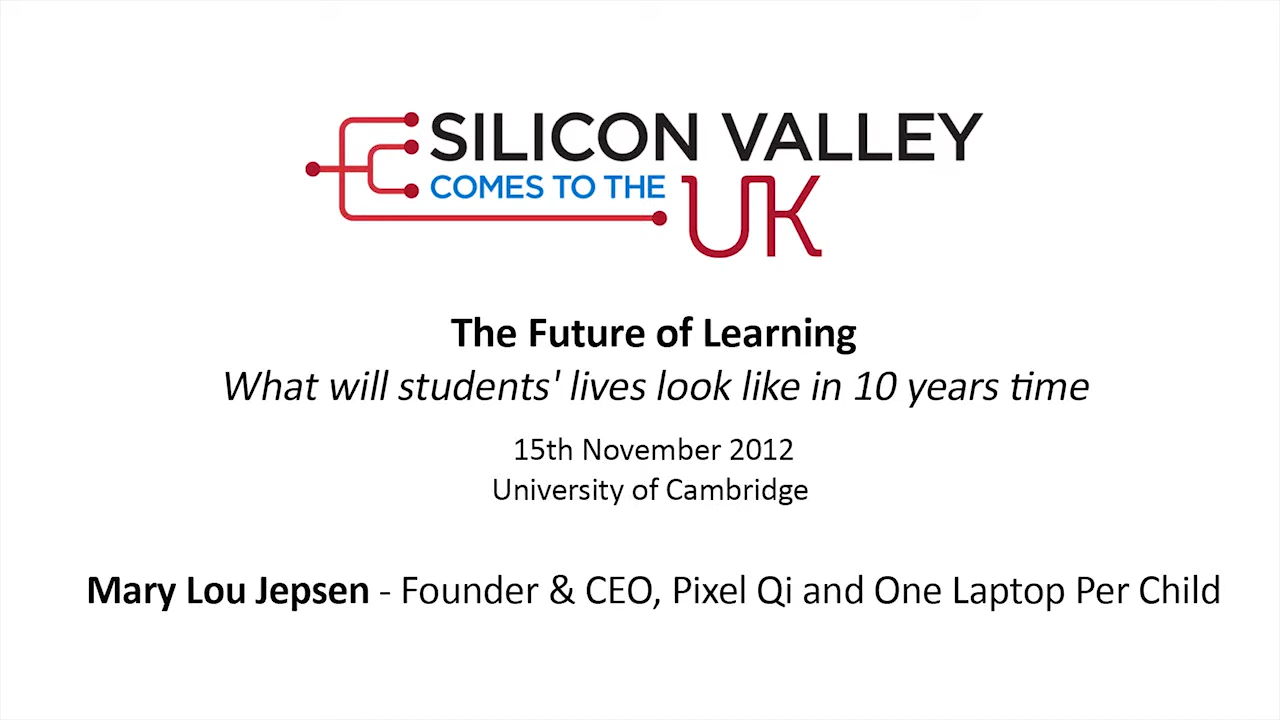 SILICON VALLEY
COMES TO THE UK
The Future of Learning
What will students' lives look like in 10 years time
15th November 2012
University of Cambridge
Mary Lou Jepsen - Founder & CEO, Pixel Qi and One Laptop Per Child